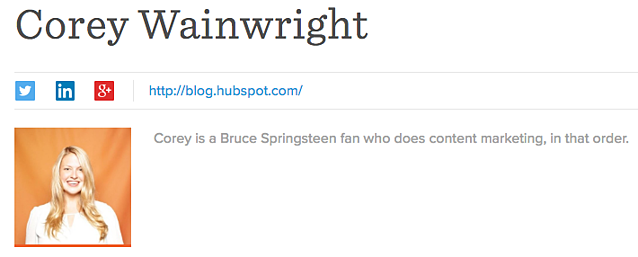 Corey Wainwright
in g+ http://blog.hubspot.com/
Corey is a Bruce Springsteen fan who does content marketing, in that order.